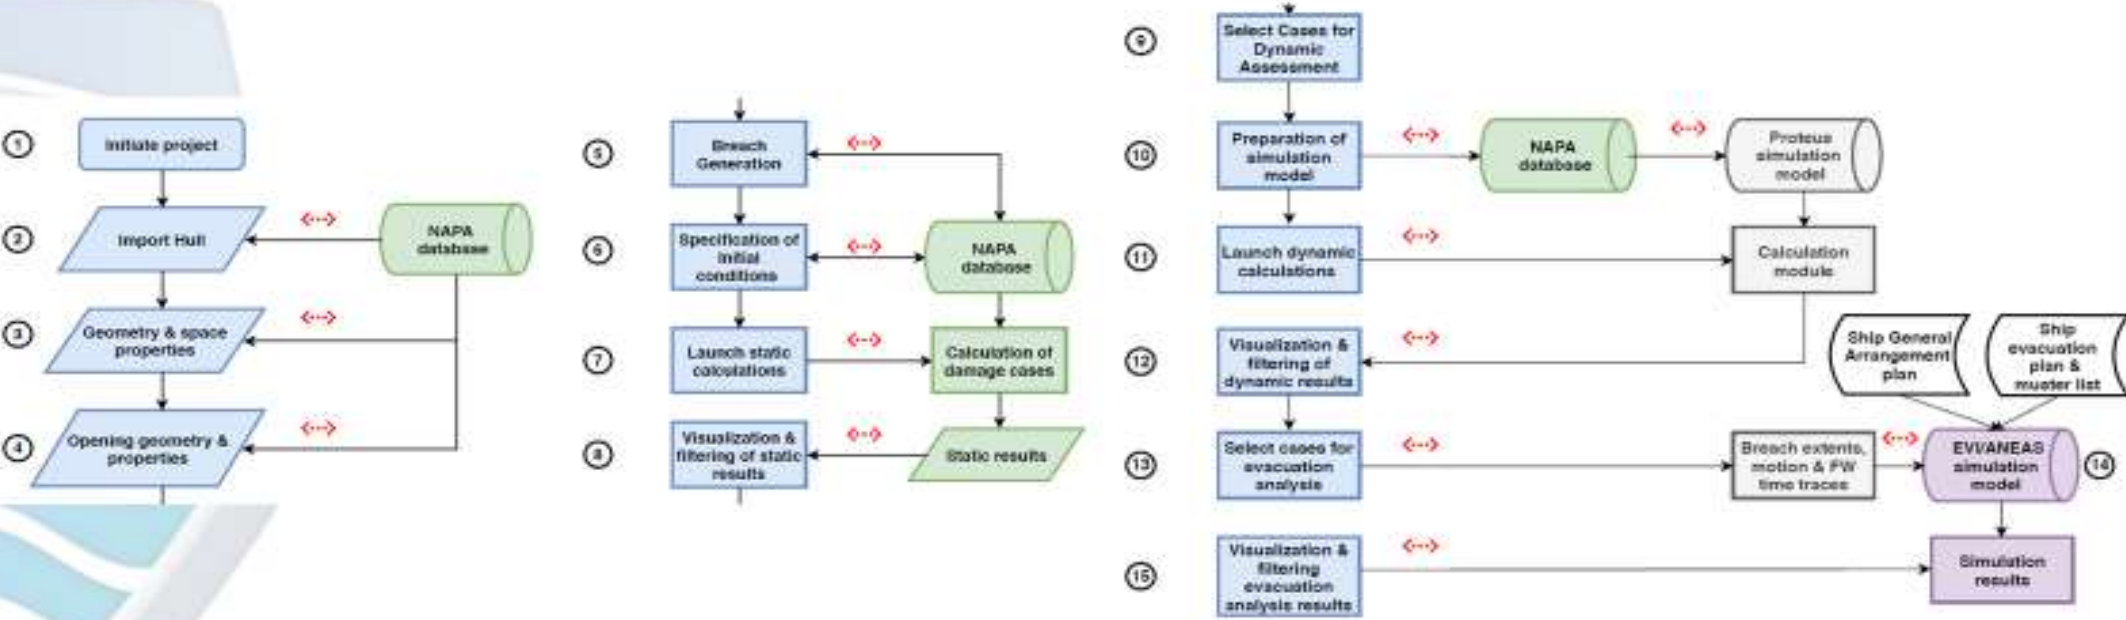 1
Initiate project
2
Import Hull
NAPA
database
3
Geometry & space
properties
4
Opening geometry &
properties
5
Breach
Generation
6
Specification of
Initial
conditions
NAPA
database
7
Launch static
calculations
Calculation of
damage cases
8
Visualization &
filtering of static
results
Static results
9
Select Cases for
Dynamic
Assessment
10
Preparation of
simulation
model
NAPA
database
Proteus
simulation
model
11
Launch dynamic
calculations
Calculation
module
12
Visualization &
filtering of
dynamic results
Ship General
Arrangement
plan
Ship
evacuation
plan &
muster list
13
Select cases for
evacuation
analysis
Breach extents,
motion & FW
time traces
EVI/ANEAS
simulation
model
14
15
Visualization &
filtering
evacuation
analysis results
Simulation
results